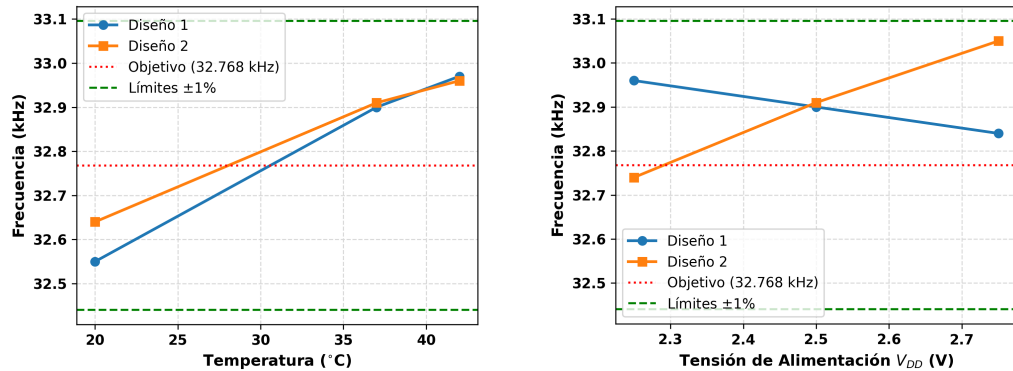 33.1
33.0
32.9
32.8
32.7
32.6
32.5
Frecuencia (kHz)
Diseño 1
Diseño 2
Objetivo (32.768 kHz)
Límites ±1%
20 25 30 35 40
Temperatura (°C)
33.1
33.0
32.9
32.8
32.7
32.6
32.5
Frecuencia (kHz)
Diseño 1
Diseño 2
Objetivo (32.768 kHz)
Límites ±1%
2.3 2.4 2.5 2.6 2.7
Tensión de Alimentación V_DD (V)